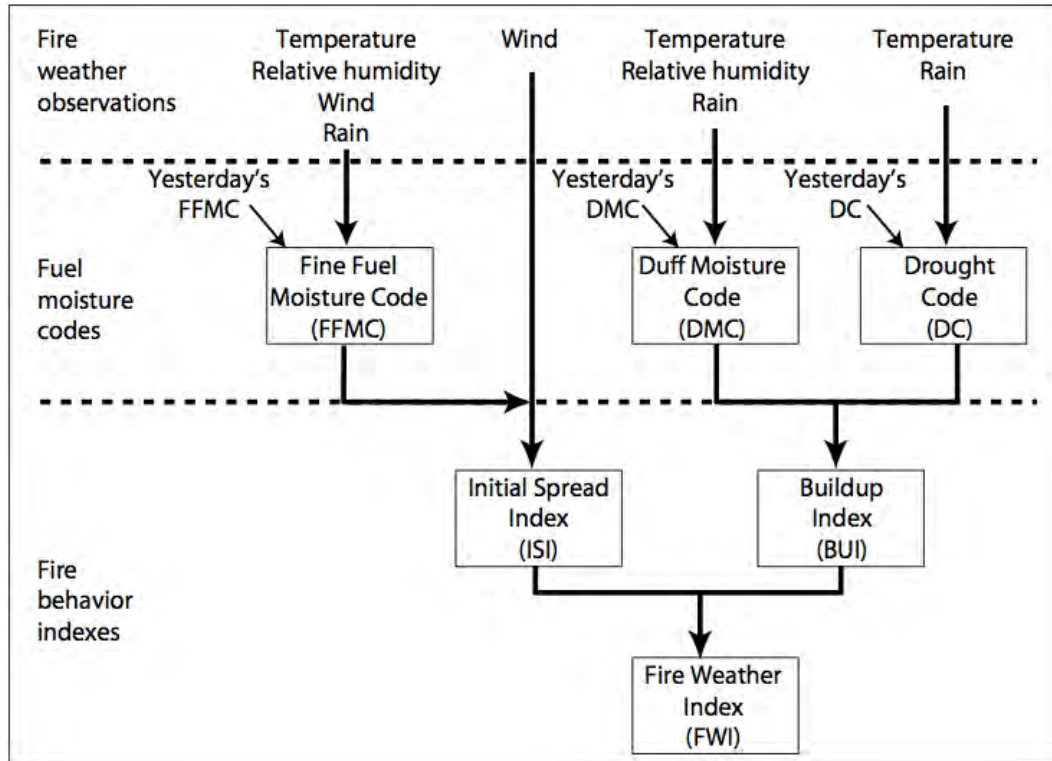 Fire
weather
observations
Temperature
Relative humidity
Wind
Rain
Wind
Temperature
Relative humidity
Rain
Temperature
Rain
Fuel
moisture
codes
Yesterday's
FFMC
Fine Fuel
Moisture Code
(FFMC)
Yesterday's
DMC
Duff Moisture
Code
(DMC)
Yesterday's
DC
Drought
Code
(DC)
Fire
behavior
indexes
Initial Spread
Index
(ISI)
Buildup
Index
(BUI)
Fire Weather
Index
(FWI)